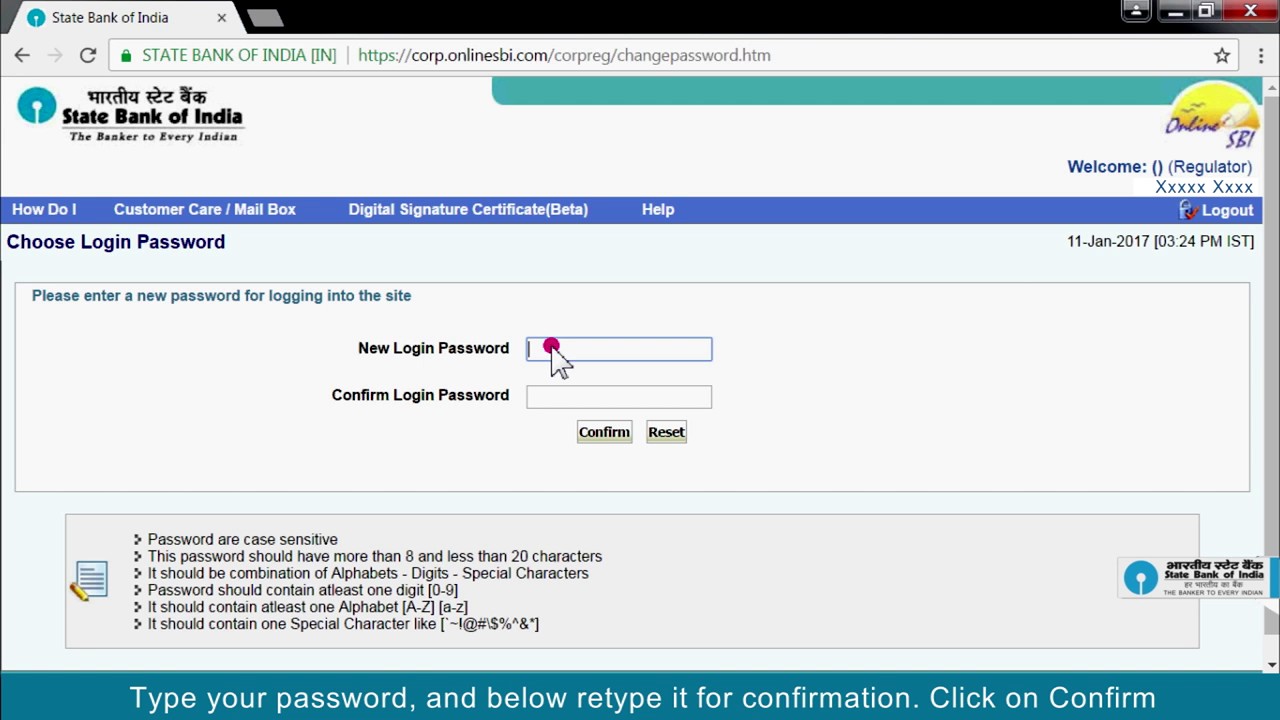 State Bank of India
STATE BANK OF INDIA [IN] https://corp.onlinesbi.com/corpreg/changepassword.htm
भारतीय स्टेट बैंक
State Bank of India
The Banker to Every Indian
Online
SBI
Welcome: () (Regulator)
Xxxxx Xxxx
How Do I Customer Care / Mail Box Digital Signature Certificate(Beta) Help Logout
Choose Login Password 11-Jan-2017 [03:24 PM IST]
Please enter a new password for logging into the site
New Login Password
Confirm Login Password
Confirm Reset
Password are case sensitive
This password should have more than 8 and less than 20 characters
It should be combination of Alphabets - Digits - Special Characters
Password should contain atleast one digit [0-9]
It should contain atleast one Alphabet [A-Z] [a-z]
It should contain one Special Character like [`~!@#\$%^&*]
भारतीय स्टेट बैंक
State Bank of India
हर भारतीय का बैंक
THE BANKER TO EVERY INDIAN
Type your password, and below retype it for confirmation. Click on Confirm